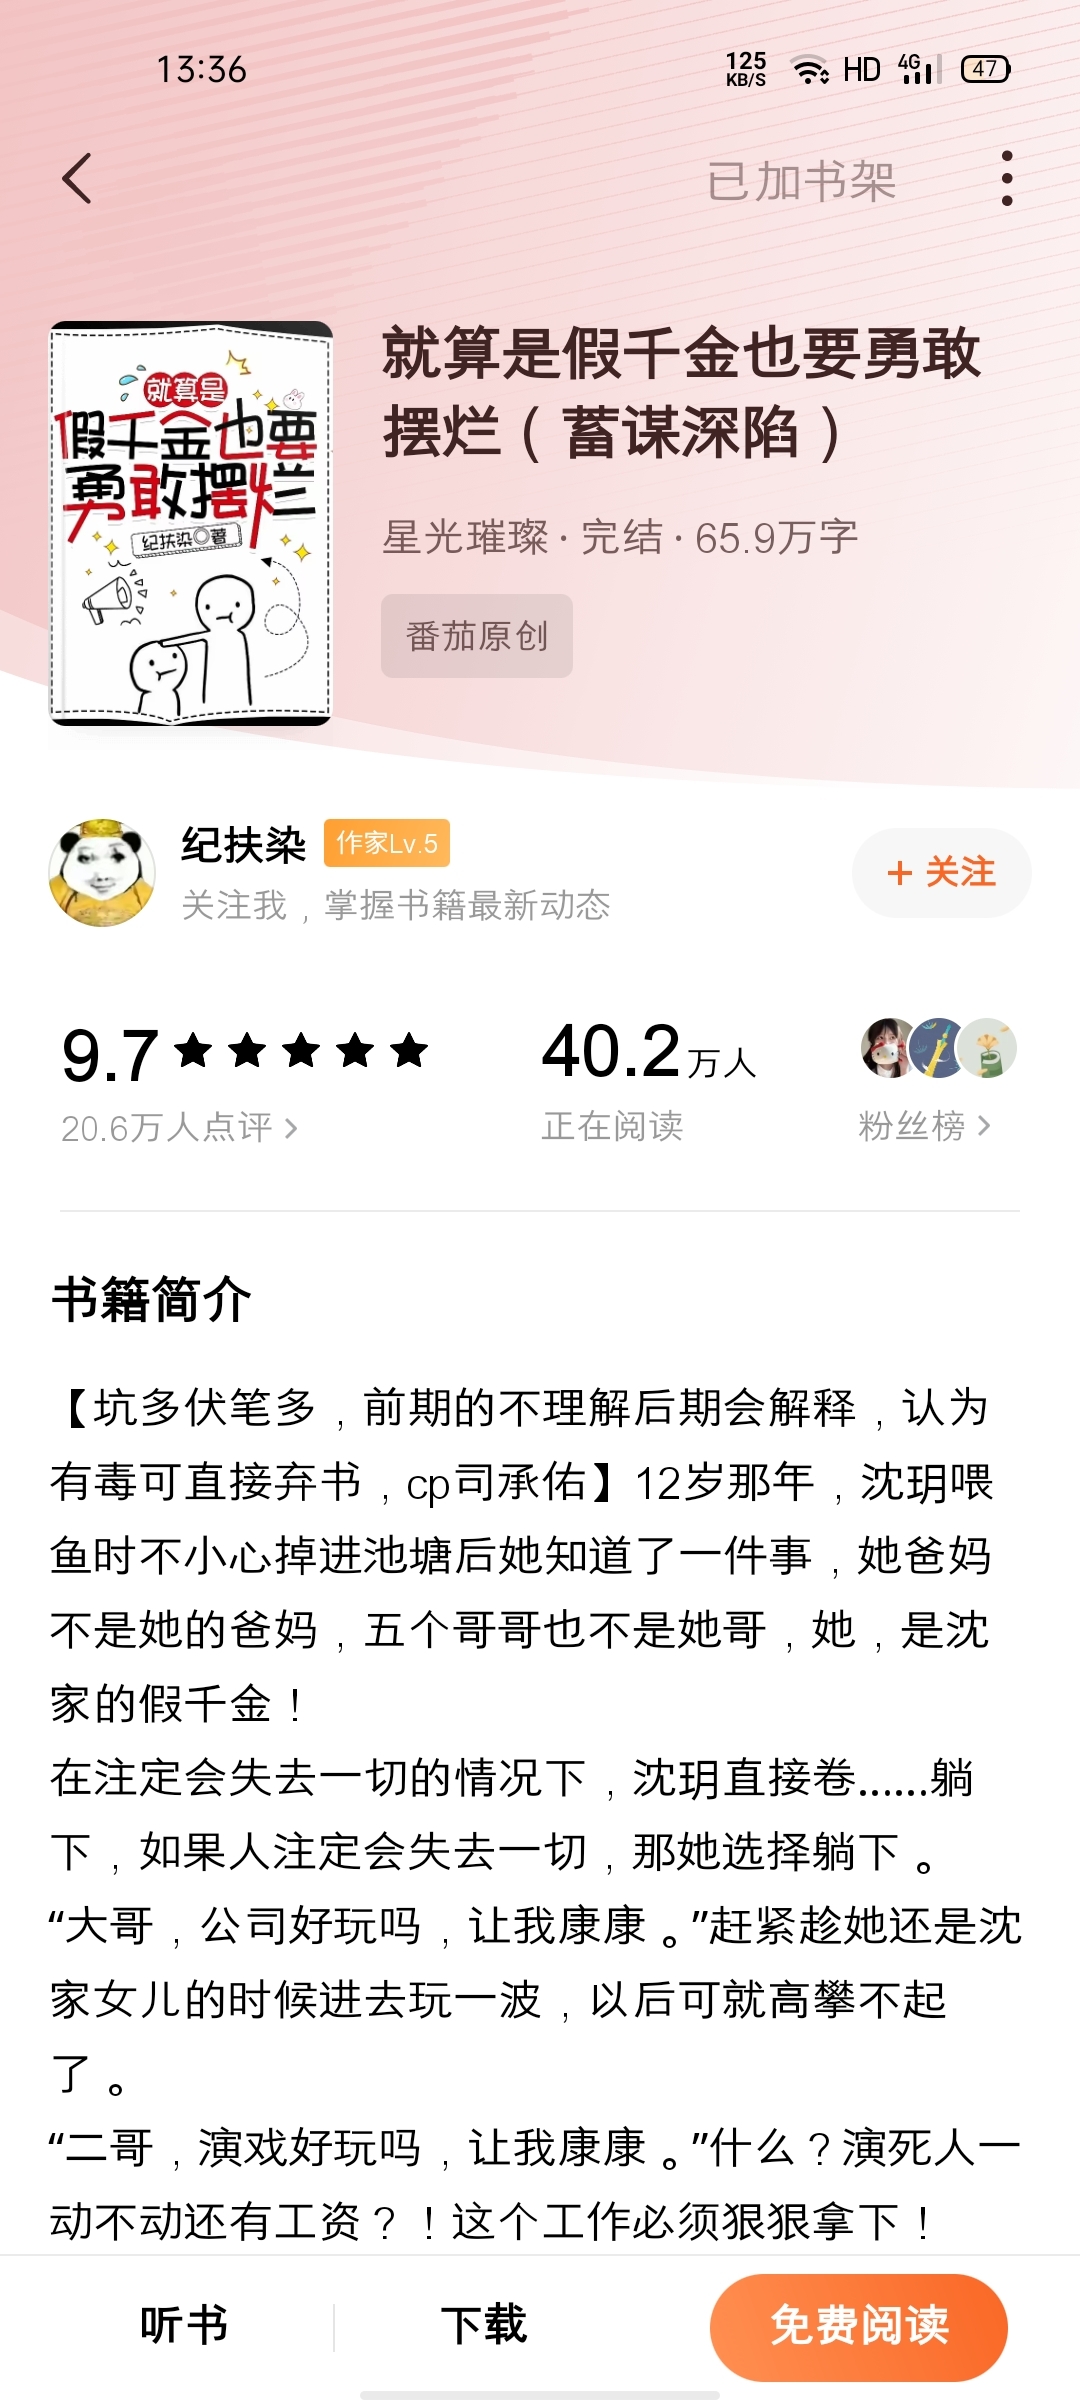 13:36
125 KB/S HD 4G 47
已加书架
就算是
假千金也要
勇敢摆烂
纪扶染◎著
就算是假千金也要勇敢
摆烂（蓄谋深陷）
星光璀璨·完结·65.9万字
番茄原创
纪扶染 作家Lv.5
关注我，掌握书籍最新动态
+ 关注
9.7 ★★★★★
20.6万人点评 >
40.2万人
正在阅读
粉丝榜 >
书籍简介
【坑多伏笔多，前期的不理解后期会解释，认为
有毒可直接弃书，cp司承佑】12岁那年，沈玥喂
鱼时不小心掉进池塘后她知道了一件事，她爸妈
不是她的爸妈，五个哥哥也不是她哥，她，是沈
家的假千金！
在注定会失去一切的情况下，沈玥直接卷……躺
下，如果人注定会失去一切，那她选择躺下。
“大哥，公司好玩吗，让我康康。”赶紧趁她还是沈
家女儿的时候进去玩一波，以后可就高攀不起
了。
“二哥，演戏好玩吗，让我康康。”什么？演死人一
动不动还有工资？！这个工作必须狠狠拿下！
听书
下载
免费阅读